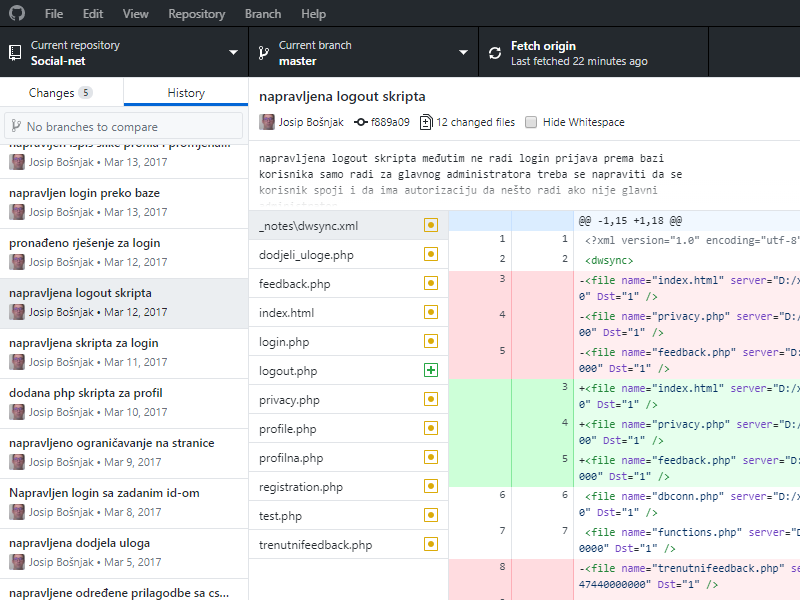 File Edit View Repository Branch Help
Current repository
Social-net
Current branch
master
Fetch origin
Last fetched 22 minutes ago
Changes 5
History
No branches to compare
Josip Bošnjak • Mar 13, 2017
napravljen login preko baze
Josip Bošnjak • Mar 13, 2017
pronađeno rješenje za login
Josip Bošnjak • Mar 12, 2017
napravljena logout skripta
Josip Bošnjak • Mar 12, 2017
napravljena skripta za login
Josip Bošnjak • Mar 11, 2017
dodana php skripta za profil
Josip Bošnjak • Mar 10, 2017
napravljeno ograničavanje na stranice
Josip Bošnjak • Mar 9, 2017
Napravljen login sa zadanim id-om
Josip Bošnjak • Mar 8, 2017
napravljena dodjela uloga
Josip Bošnjak • Mar 5, 2017
napravljene određene prilagodbe sa cs...
napravljena logout skripta
Josip Bošnjak f889a09 12 changed files Hide Whitespace
napravljena logout skripta međutim ne radi login prijava prema bazi
korisnika samo radi za glavnog administratora treba se napraviti da se
korisnik spoji i da ima autorizaciju da nešto radi ako nije glavni
_notes\dwsync.xml
dodjeli_uloge.php
feedback.php
index.html
login.php
logout.php
privacy.php
profile.php
profilna.php
registration.php
test.php
trenutnifeedback.php
@@ -1,15 +1,18 @@
1 1 <?xml version="1.0" encoding="utf-8"
2 2 <dwsync>
3 -<file name="index.html" server="D:/x
0" Dst="1" />
4 -<file name="privacy.php" server="D:/
00" Dst="1" />
5 -<file name="feedback.php" server="D:
000" Dst="1" />
3 +<file name="index.html" server="D:/x
0" Dst="1" />
4 +<file name="privacy.php" server="D:/
00" Dst="1" />
5 +<file name="feedback.php" server="D:
000" Dst="1" />
6 6 <file name="dbconn.php" server="D:/x
0" Dst="1" />
7 7 <file name="functions.php" server="D
0000" Dst="1" />
8 -<file name="trenutnifeedback.php" se
47440000000" Dst="1" />